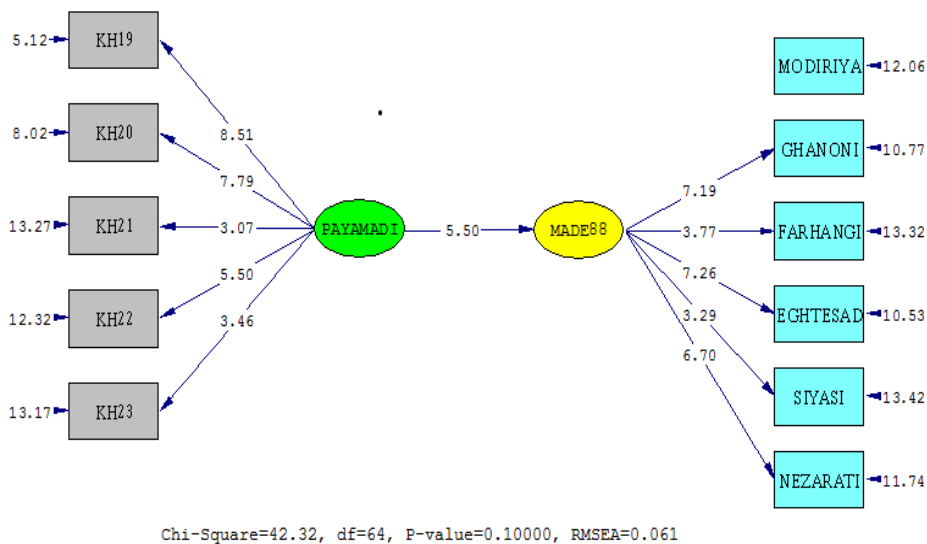 5.12 KH19
8.02 KH20
13.27 KH21
12.32 KH22
13.17 KH23
8.51
7.79
3.07
5.50
3.46
PAYAMADI
5.50
MADE88
7.19
3.77
7.26
3.29
6.70
MODIRIYA 12.06
GHANONI 10.77
FARHANGI 13.32
EGHTESAD 10.53
SIYASI 13.42
NEZARATI 11.74
Chi-Square=42.32, df=64, P-value=0.10000, RMSEA=0.061